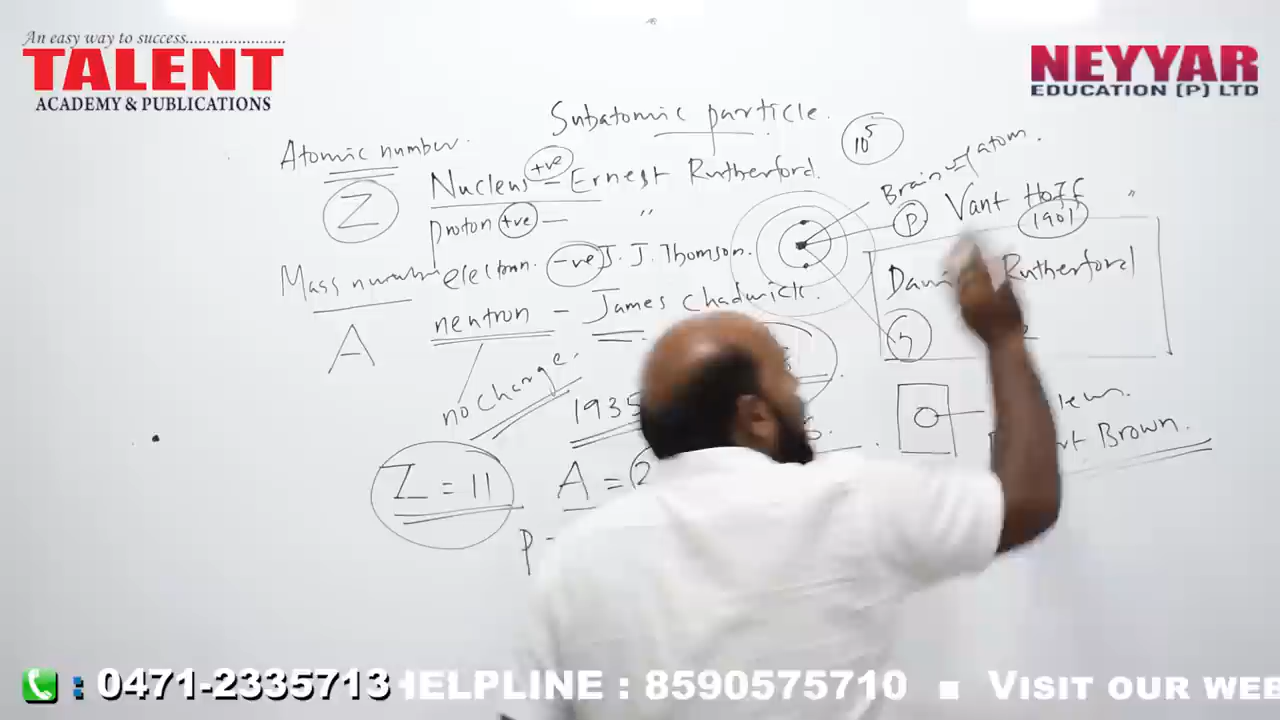 An easy way to success.......................
TALENT
ACADEMY & PUBLICATIONS
NEYYAR
EDUCATION (P) LTD
Subatomic particle.
Atomic number.
Z
Nucleus +ve - Ernest Rutherford.
10⁵
Brain of atom.
proton +ve - "
P
Vant Hoff "
1901
Mass number
A
electron. -ve J. J. Thomson.
Rutherford
neutron - James Chadwick.
no charge.
1935
Brown.
Z = 11
A = 2
P -
: 0471-2335713
HELPLINE : 8590575710 ■ VISIT OUR WEB